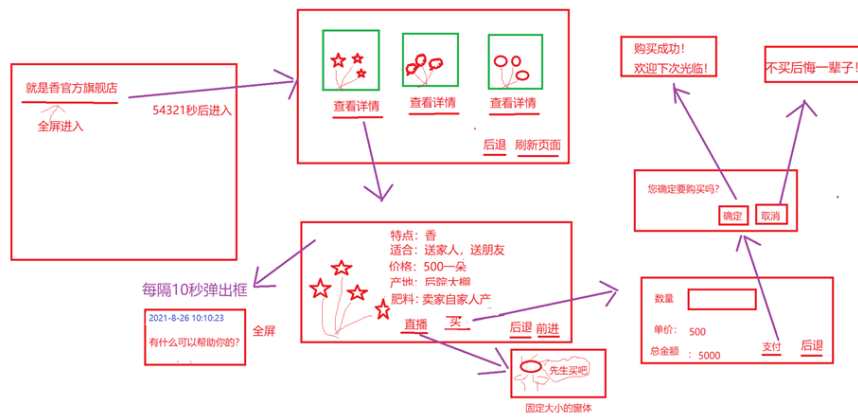 就是香官方旗舰店
全屏进入
54321秒后进入
查看详情
查看详情
查看详情
后退 刷新页面
特点：香
适合：送家人，送朋友
价格：500一朵
产地：后院大棚
肥料：卖家自家人产
直播 买 后退 前进
每隔10秒弹出框
2021-8-26 10:10:23
有什么可以帮助你的?
全屏
先生买吧
固定大小的窗体
数量
单价： 500
总金额 ： 5000
支付 后退
您确定要购买吗?
确定 取消
购买成功！
欢迎下次光临！
不买后悔一辈子！